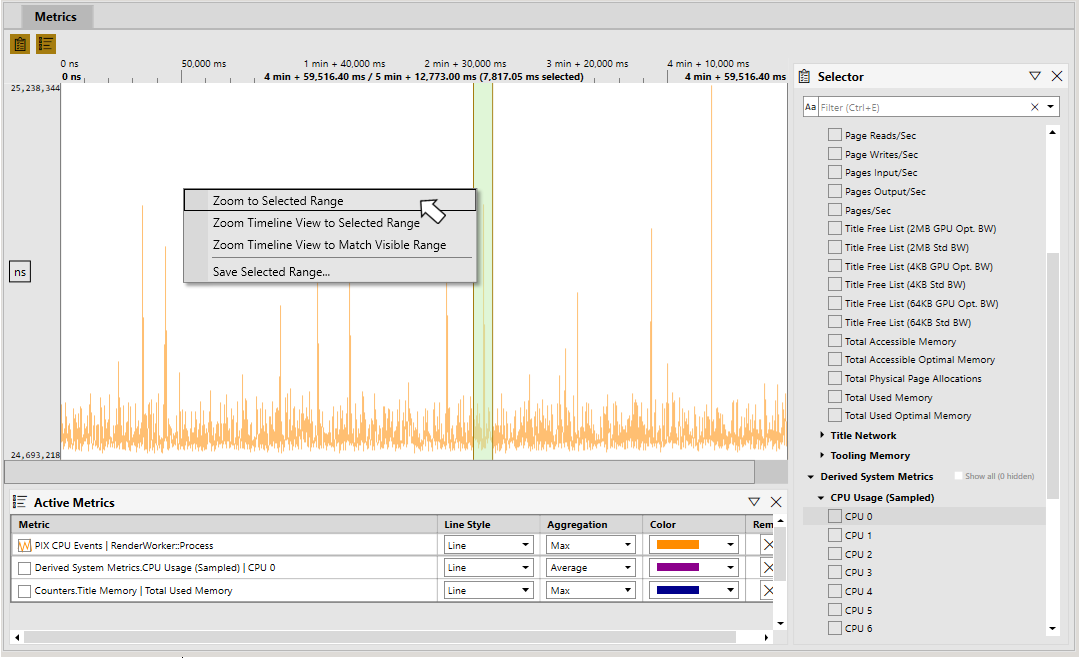 Metrics
0 ns 50,000 ms 1 min + 40,000 ms 2 min + 30,000 ms 3 min + 20,000 ms 4 min + 10,000 ms
0 ns 4 min + 59,516.40 ms / 5 min + 12,773.00 ms (7,817.05 ms selected) 4 min + 59,516.40 ms
25,238,344
Zoom to Selected Range
Zoom Timeline View to Selected Range
Zoom Timeline View to Match Visible Range
Save Selected Range...
ns
24,693,218
Active Metrics
Metric Line Style Aggregation Color Rem
PIX CPU Events | RenderWorker::Process Line Max
Derived System Metrics.CPU Usage (Sampled) | CPU 0 Line Average
Counters.Title Memory | Total Used Memory Line Max
Selector
Aa Filter (Ctrl+E)
Page Reads/Sec
Page Writes/Sec
Pages Input/Sec
Pages Output/Sec
Pages/Sec
Title Free List (2MB GPU Opt. BW)
Title Free List (2MB Std BW)
Title Free List (4KB GPU Opt. BW)
Title Free List (4KB Std BW)
Title Free List (64KB GPU Opt. BW)
Title Free List (64KB Std BW)
Total Accessible Memory
Total Accessible Optimal Memory
Total Physical Page Allocations
Total Used Memory
Total Used Optimal Memory
Title Network
Tooling Memory
Derived System Metrics Show all (0 hidden)
CPU Usage (Sampled)
CPU 0
CPU 1
CPU 2
CPU 3
CPU 4
CPU 5
CPU 6